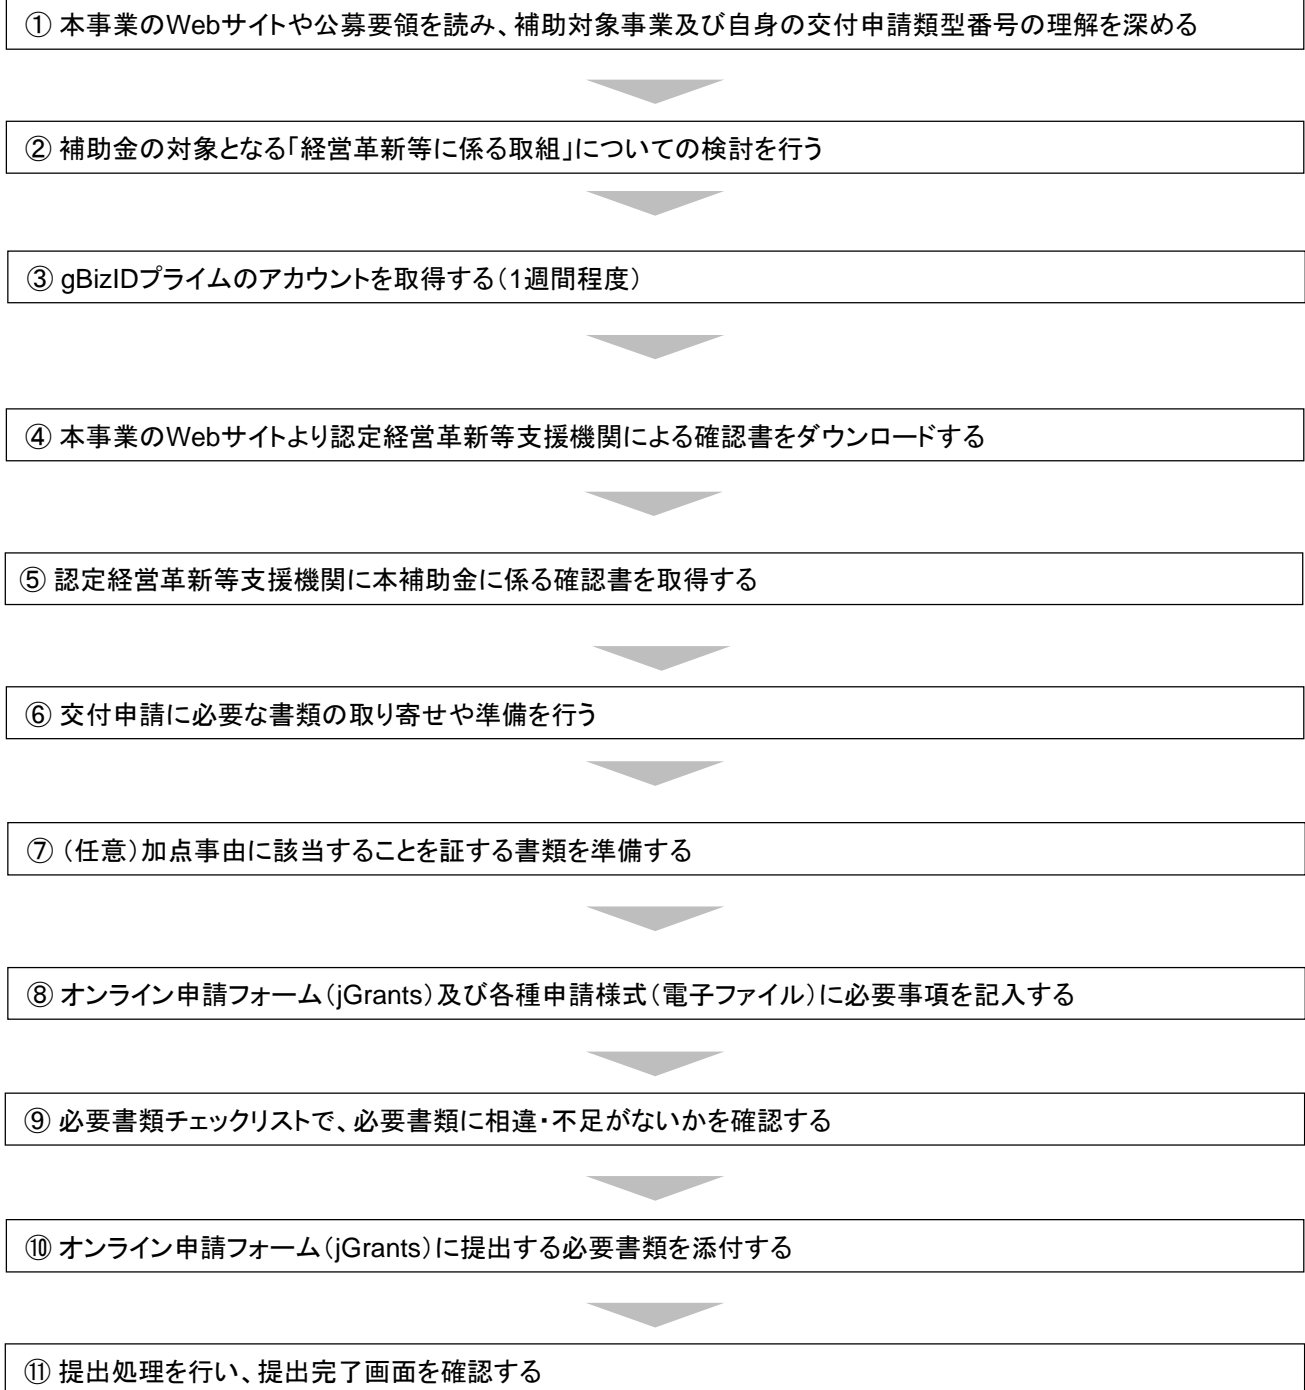 ① 本事業のWebサイトや公募要領を読み、補助対象事業及び自身の交付申請類型番号の理解を深める
② 補助金の対象となる「経営革新等に係る取組」についての検討を行う
③ gBizIDプライムのアカウントを取得する（1週間程度）
④ 本事業のWebサイトより認定経営革新等支援機関による確認書をダウンロードする
⑤ 認定経営革新等支援機関に本補助金に係る確認書を取得する
⑥ 交付申請に必要な書類の取り寄せや準備を行う
⑦ （任意）加点事由に該当することを証する書類を準備する
⑧ オンライン申請フォーム（jGrants）及び各種申請様式（電子ファイル）に必要事項を記入する
⑨ 必要書類チェックリストで、必要書類に相違・不足がないかを確認する
⑩ オンライン申請フォーム（jGrants）に提出する必要書類を添付する
⑪ 提出処理を行い、提出完了画面を確認する